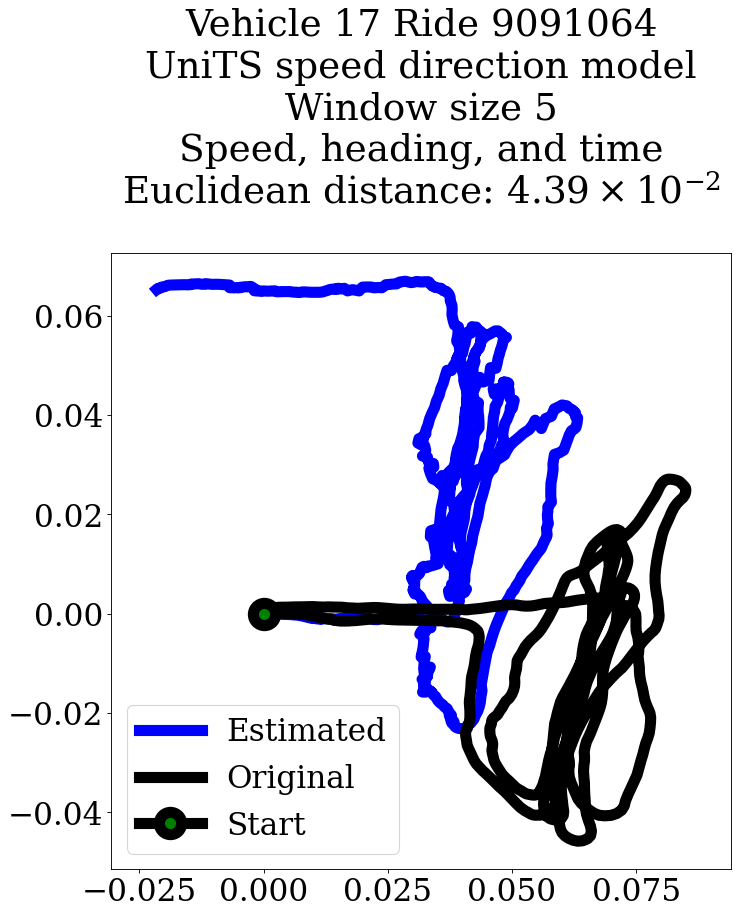 Vehicle 17 Ride 9091064
UniTS speed direction model
Window size 5
Speed, heading, and time
Euclidean distance: 4.39 × 10⁻²
0.06
0.04
0.02
0.00
−0.02
−0.04
Estimated
Original
Start
−0.025 0.000 0.025 0.050 0.075